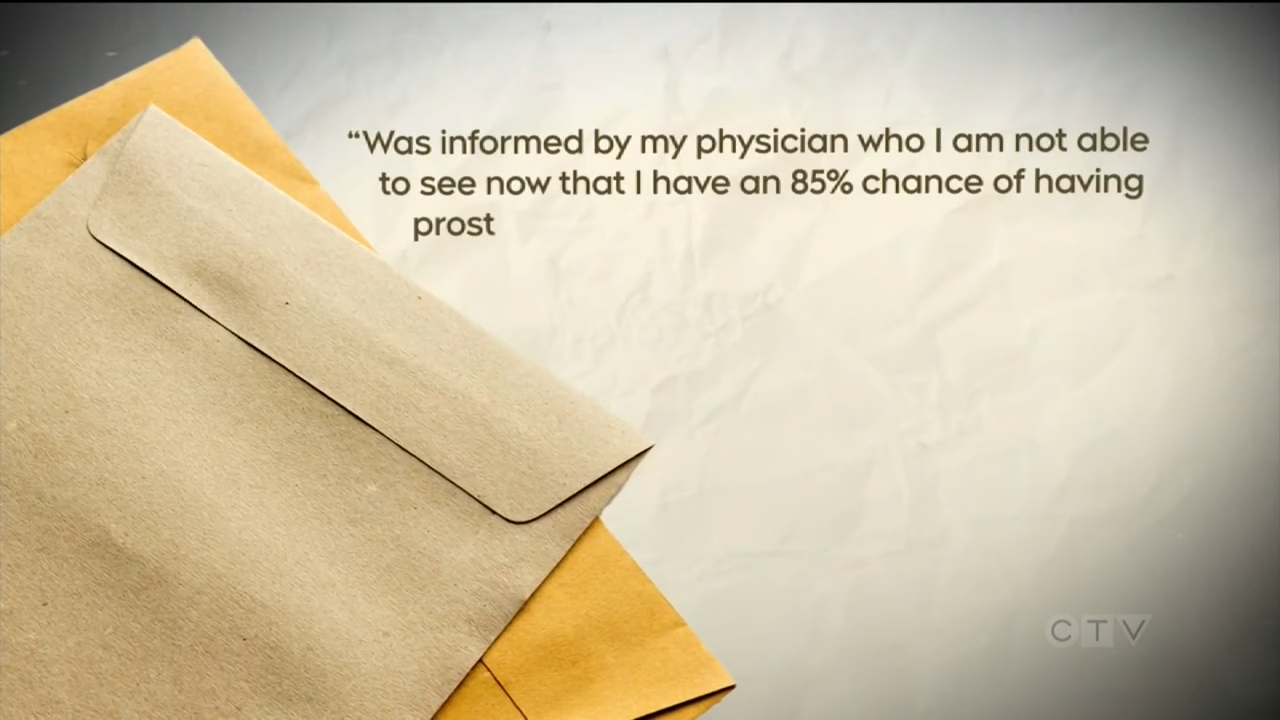 “Was informed by my physician who I am not able
to see now that I have an 85% chance of having
prost
CTV